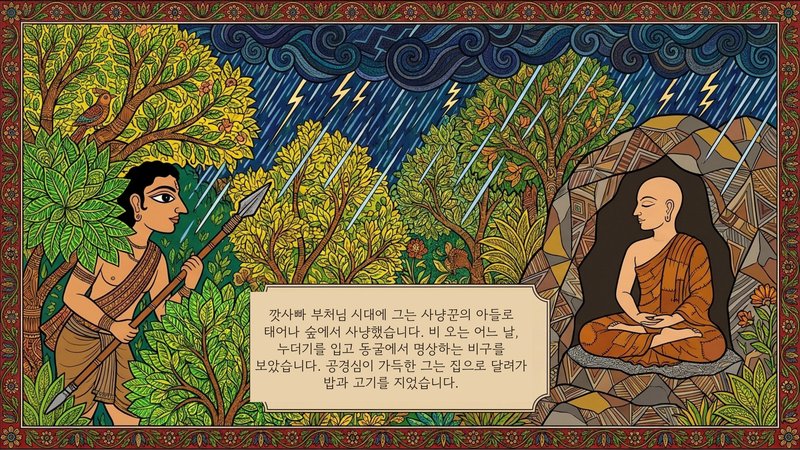 깟사빠 부처님 시대에 그는 사냥꾼의 아들로
태어나 숲에서 사냥했습니다. 비 오는 어느 날,
누더기를 입고 동굴에서 명상하는 비구를
보았습니다. 공경심이 가득한 그는 집으로 달려가
밥과 고기를 지었습니다.